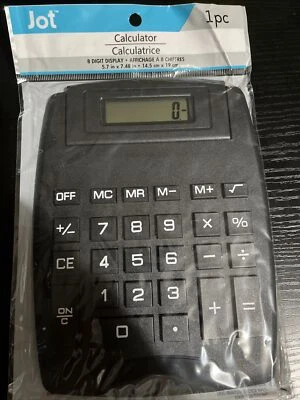 Jot™
1pc
Calculator
Calculatrice
8 DIGIT DISPLAY • AFFICHAGE À 8 CHIFFRES
5.7 in x 7.48 in • 14.5 cm x 19 cm
0-
OFF MC MR M- M+ √
+/- 7 8 9 × %
CE 4 5 6 - ÷
ON/C 1 2 3 + =
0 •